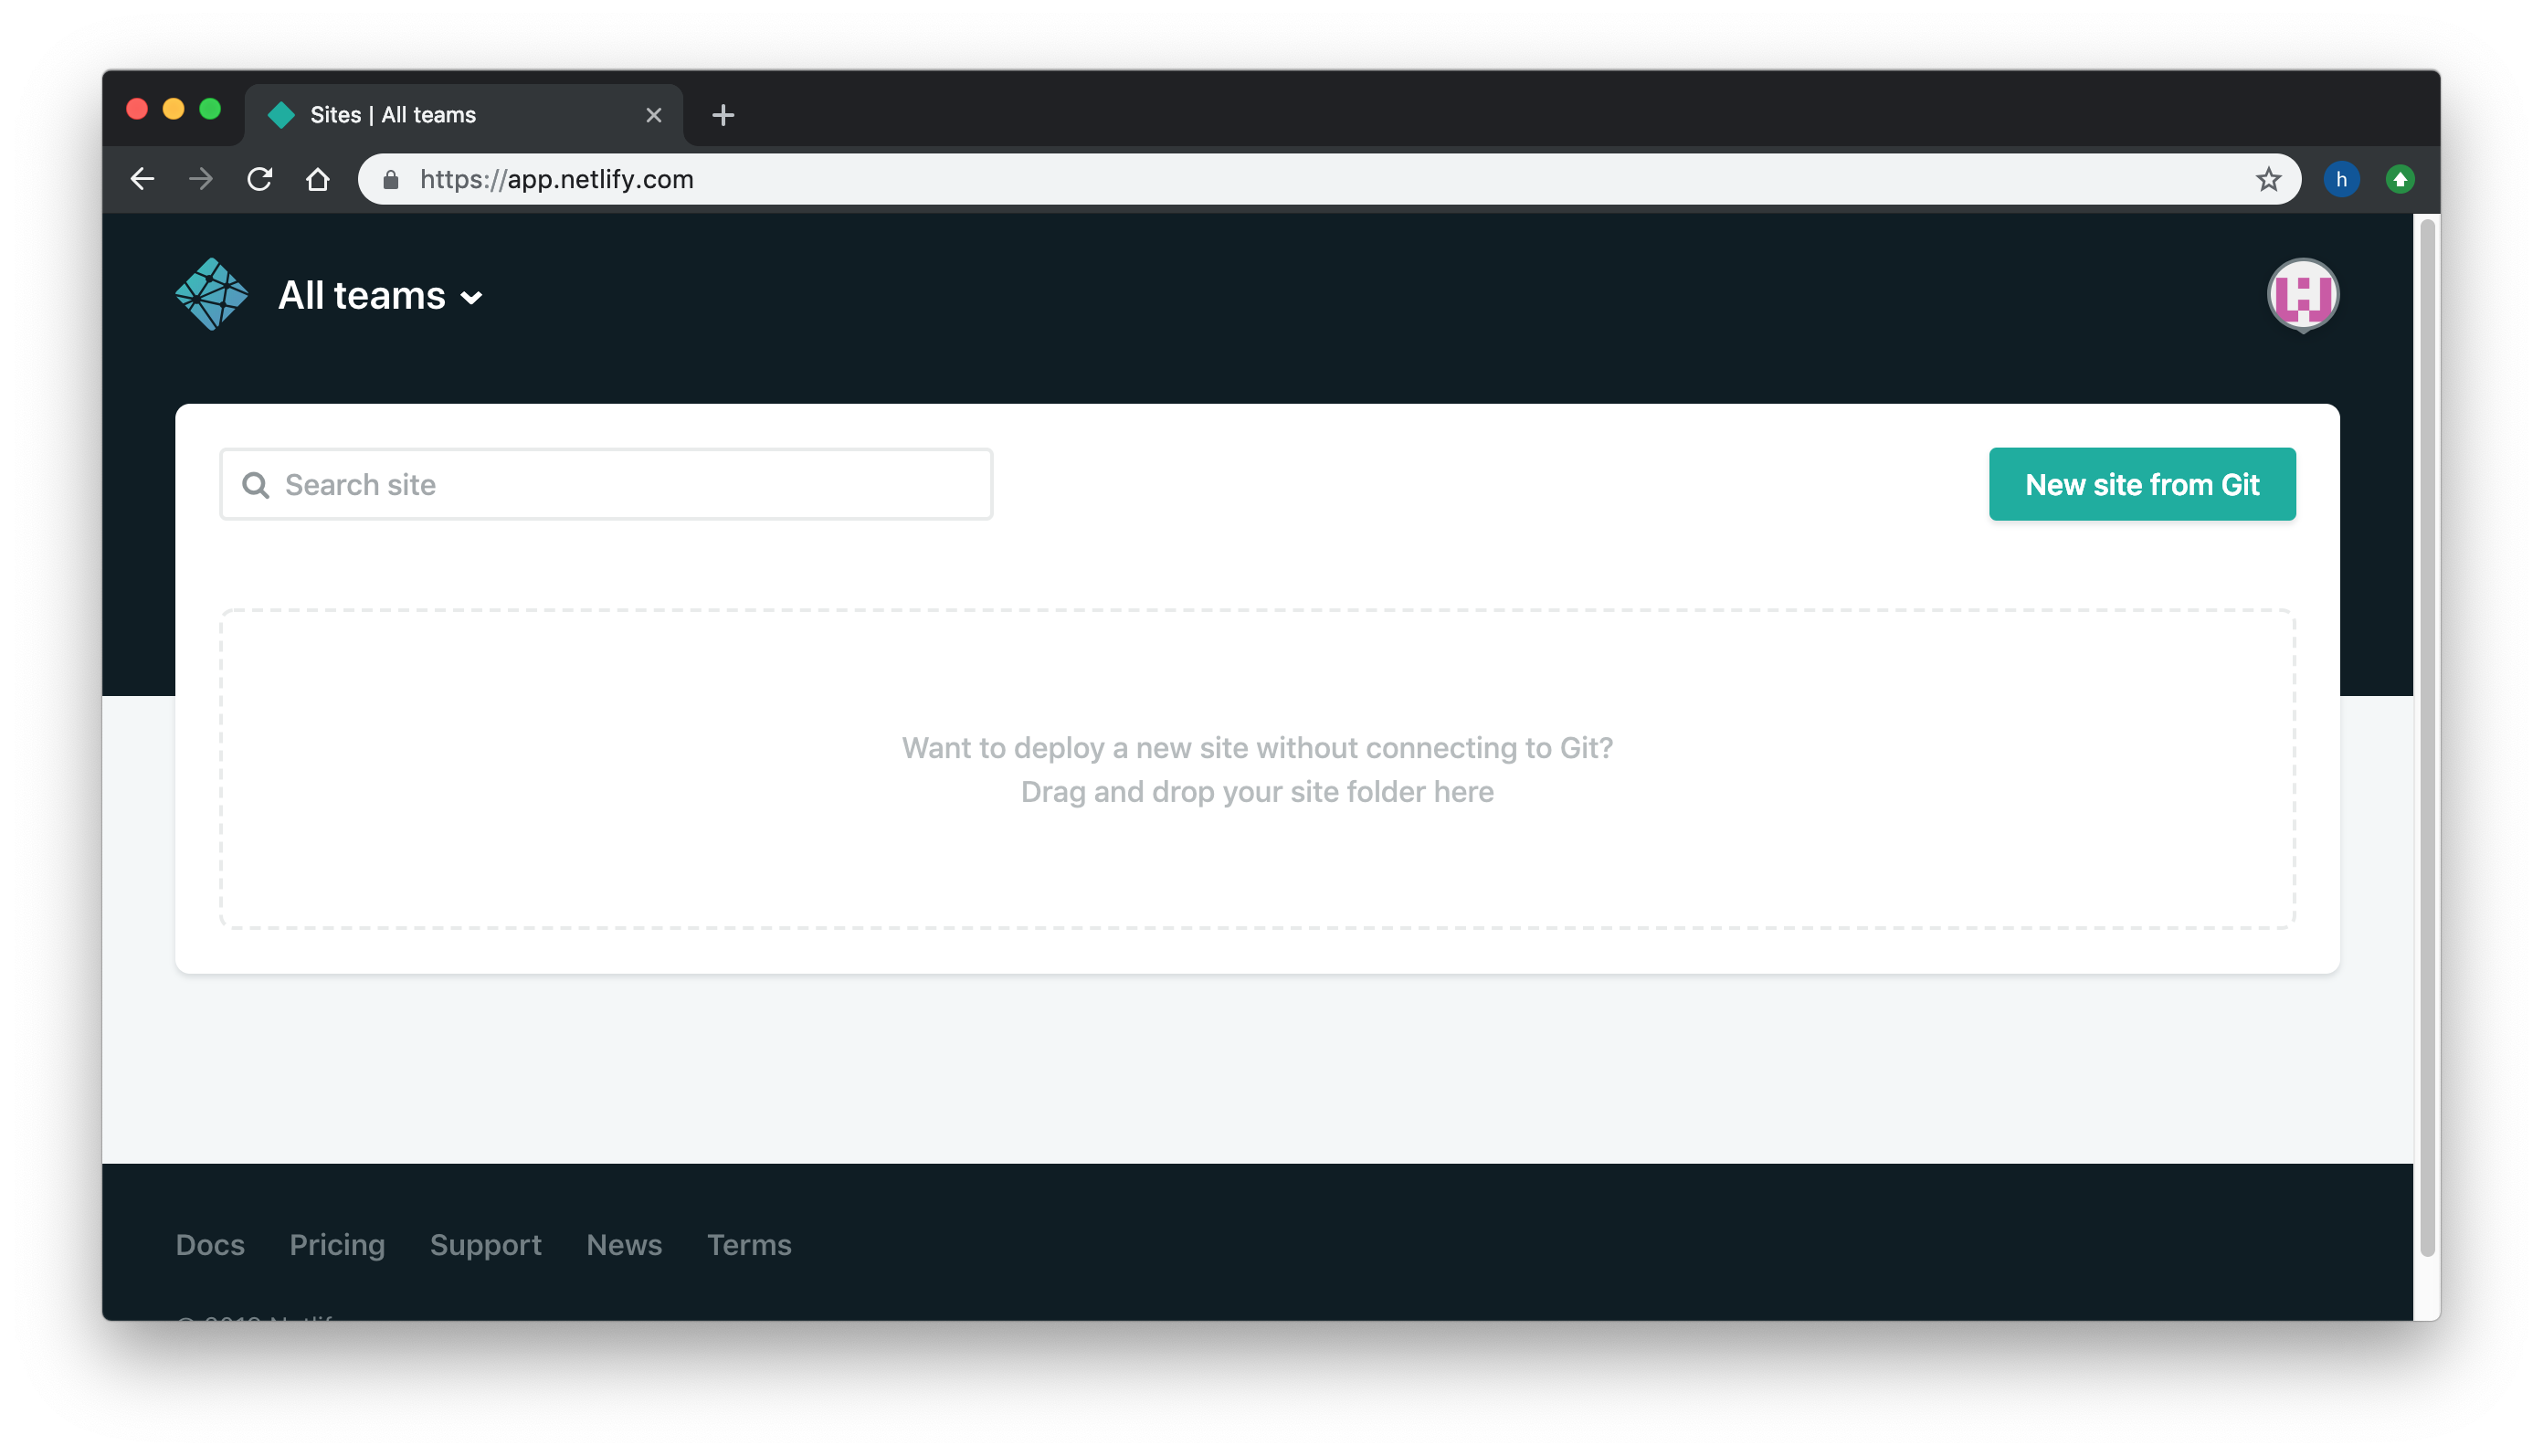 Sites | All teams
https://app.netlify.com
h
All teams
Search site
New site from Git
Want to deploy a new site without connecting to Git?
Drag and drop your site folder here
Docs Pricing Support News Terms